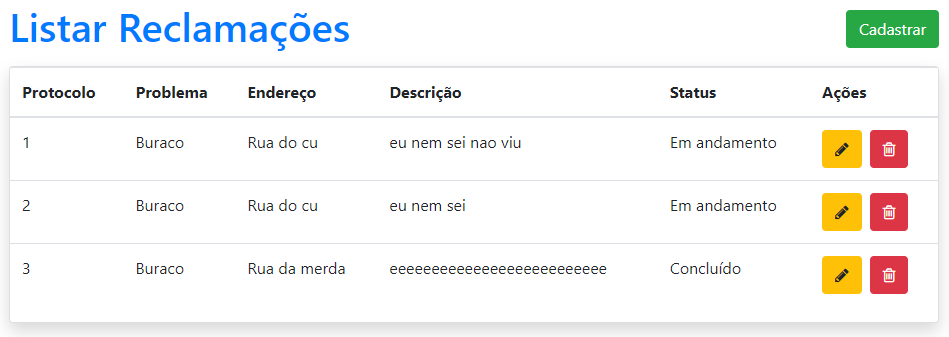 Listar Reclamações
Cadastrar
Protocolo Problema Endereço Descrição Status Ações
1 Buraco Rua do cu eu nem sei nao viu Em andamento
2 Buraco Rua do cu eu nem sei Em andamento
3 Buraco Rua da merda eeeeeeeeeeeeeeeeeeeeeeeeee Concluído